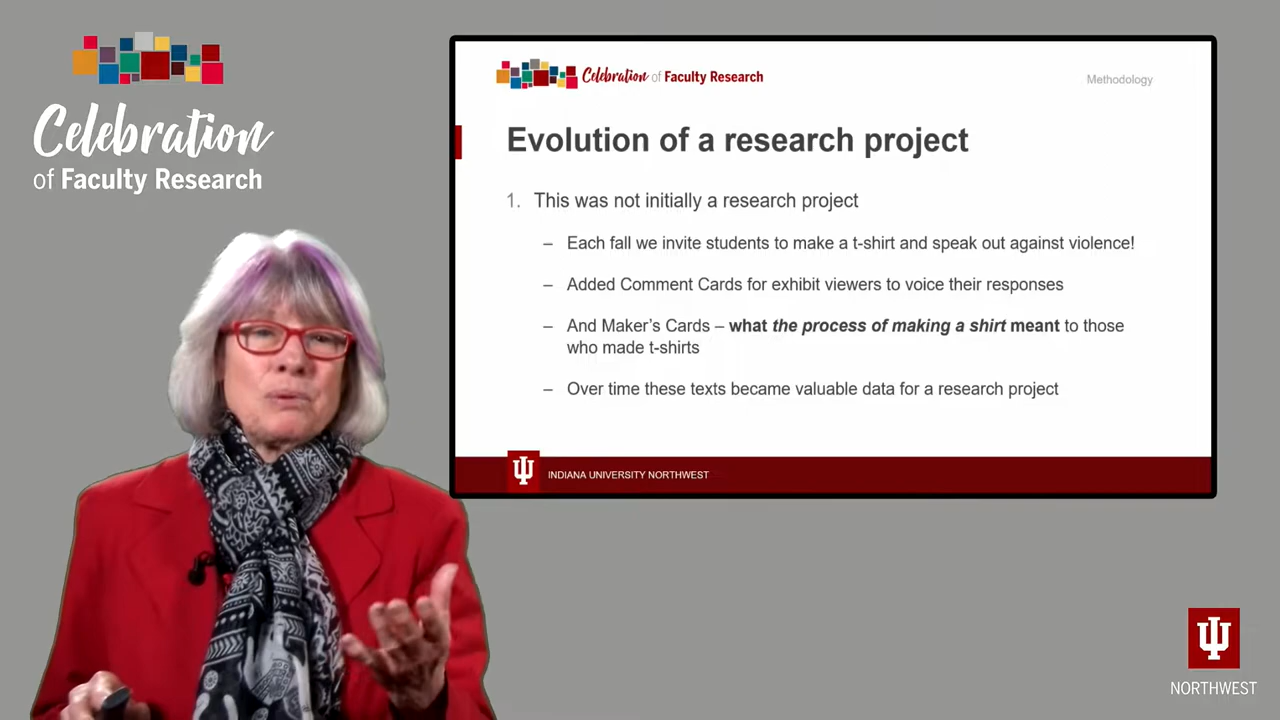 Celebration
of Faculty Research
Celebration of Faculty Research
Methodology
Evolution of a research project
1. This was not initially a research project
– Each fall we invite students to make a t-shirt and speak out against violence!
– Added Comment Cards for exhibit viewers to voice their responses
– And Maker's Cards – what the process of making a shirt meant to those
who made t-shirts
– Over time these texts became valuable data for a research project
INDIANA UNIVERSITY NORTHWEST
NORTHWEST